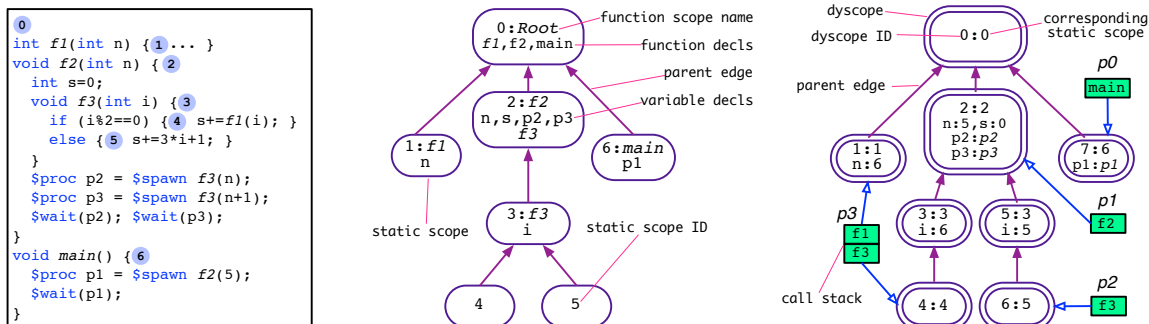 0
int f1(int n) { 1 ... }
void f2(int n) { 2
int s=0;
void f3(int i) { 3
if (i%2==0) { 4 s+=f1(i); }
else { 5 s+=3*i+1; }
}
$proc p2 = $spawn f3(n);
$proc p3 = $spawn f3(n+1);
$wait(p2); $wait(p3);
}
void main() { 6
$proc p1 = $spawn f2(5);
$wait(p1);
}
0:Root
f1,f2,main
function scope name
function decls
parent edge
variable decls
2:f2
n,s,p2,p3
f3
1:f1
n
6:main
p1
static scope
3:f3
i
static scope ID
4
5
dyscope
dyscope ID
0:0
corresponding
static scope
parent edge
p0
main
2:2
n:5,s:0
p2:p2
p3:p3
1:1
n:6
7:6
p1:p1
p3
f1
f3
3:3
i:6
5:3
i:5
p1
f2
call stack
4:4
6:5
p2
f3